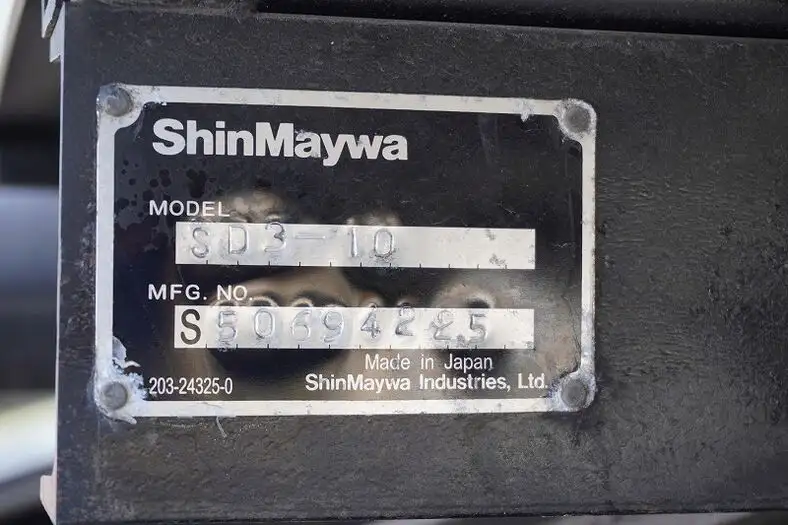 ShinMaywa
MODEL
SD3-10
MFG. NO.
S50694225
Made in Japan
203-24325-0
ShinMaywa Industries, Ltd.